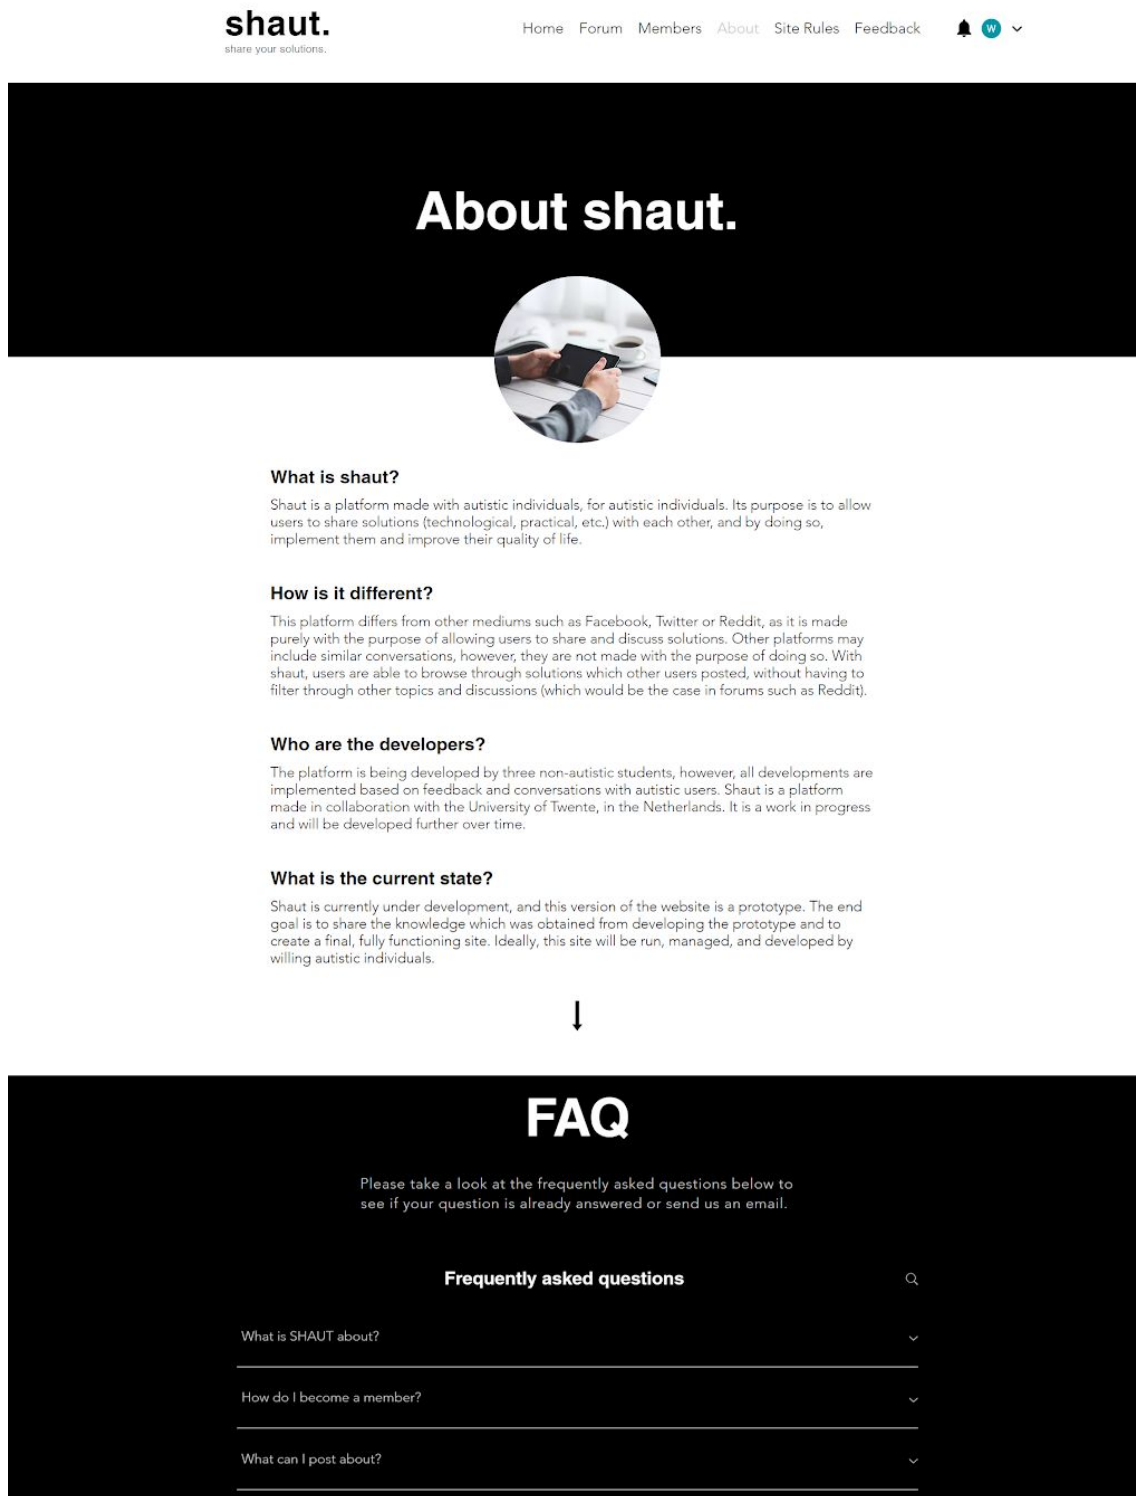 shaut.
share your solutions.
Home Forum Members About Site Rules Feedback W
About shaut.
What is shaut?
Shaut is a platform made with autistic individuals, for autistic individuals. Its purpose is to allow
users to share solutions (technological, practical, etc.) with each other, and by doing so,
implement them and improve their quality of life.
How is it different?
This platform differs from other mediums such as Facebook, Twitter or Reddit, as it is made
purely with the purpose of allowing users to share and discuss solutions. Other platforms may
include similar conversations, however, they are not made with the purpose of doing so. With
shaut, users are able to browse through solutions which other users posted, without having to
filter through other topics and discussions (which would be the case in forums such as Reddit).
Who are the developers?
The platform is being developed by three non-autistic students, however, all developments are
implemented based on feedback and conversations with autistic users. Shaut is a platform
made in collaboration with the University of Twente, in the Netherlands. It is a work in progress
and will be developed further over time.
What is the current state?
Shaut is currently under development, and this version of the website is a prototype. The end
goal is to share the knowledge which was obtained from developing the prototype and to
create a final, fully functioning site. Ideally, this site will be run, managed, and developed by
willing autistic individuals.
FAQ
Please take a look at the frequently asked questions below to
see if your question is already answered or send us an email.
Frequently asked questions
What is SHAUT about?
How do I become a member?
What can I post about?